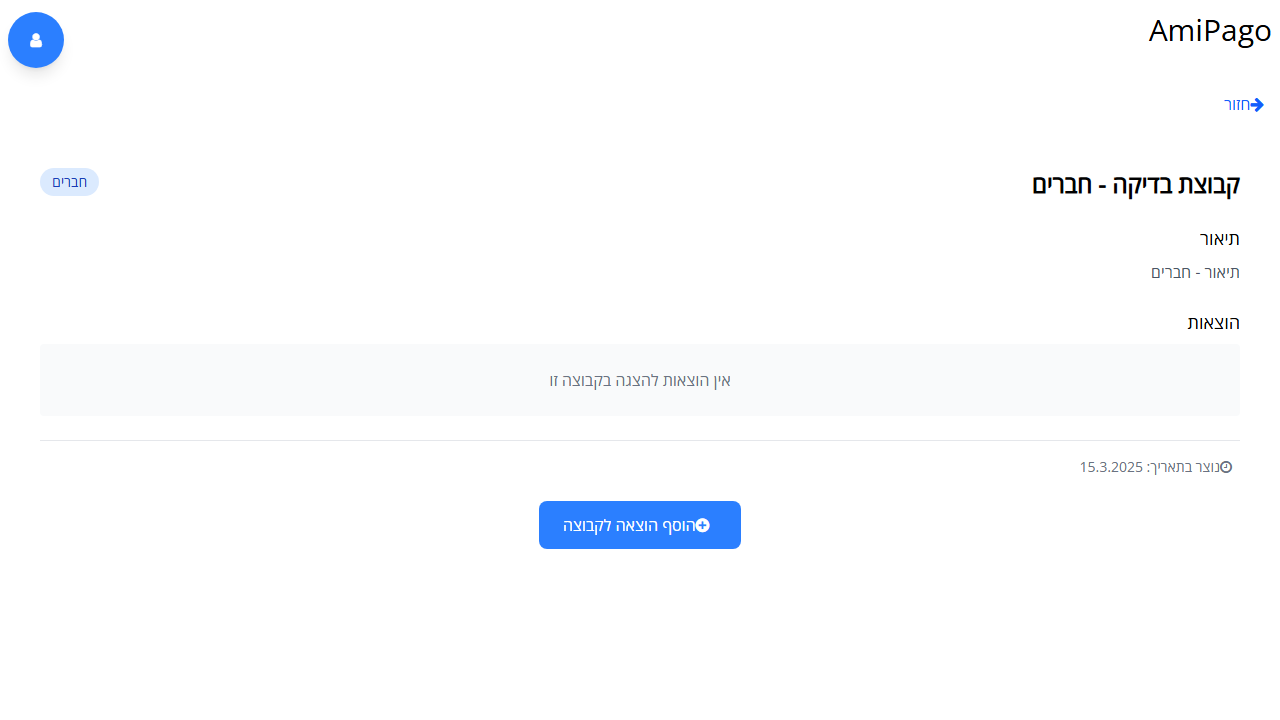 AmiPago
חזור
קבוצת בדיקה - חברים
חברים
תיאור
תיאור - חברים
הוצאות
אין הוצאות להצגה בקבוצה זו
נוצר בתאריך: 15.3.2025
הוסף הוצאה לקבוצה